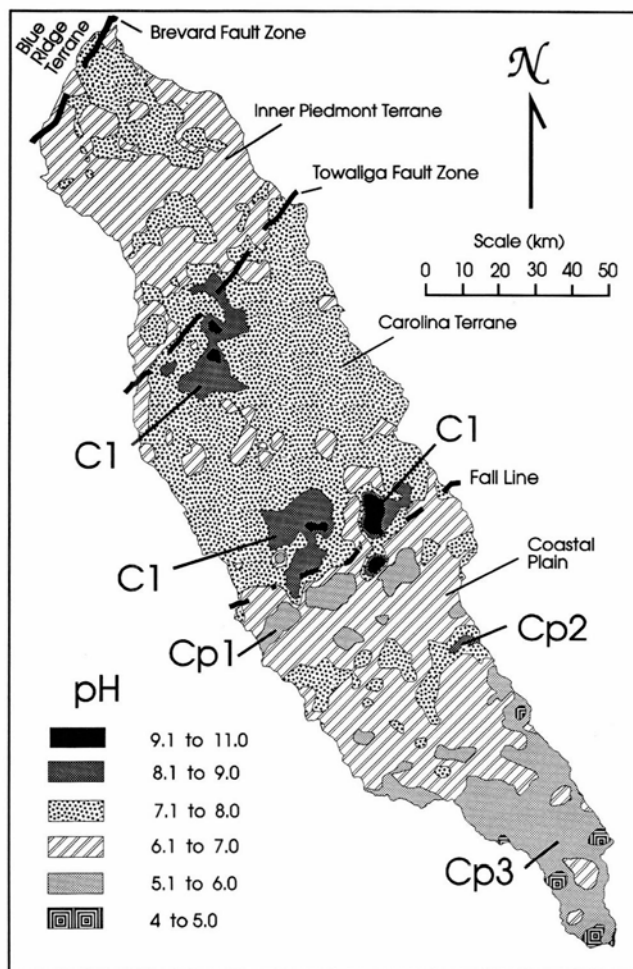 Blue
Ridge
Terrane
Brevard Fault Zone
N
Inner Piedmont Terrane
Towaliga Fault Zone
Scale (km)
0 10 20 30 40 50
Carolina Terrane
C1
C1
Fall Line
C1
Coastal
Plain
Cp1
Cp2
pH
9.1 to 11.0
8.1 to 9.0
7.1 to 8.0
6.1 to 7.0
5.1 to 6.0
4 to 5.0
Cp3